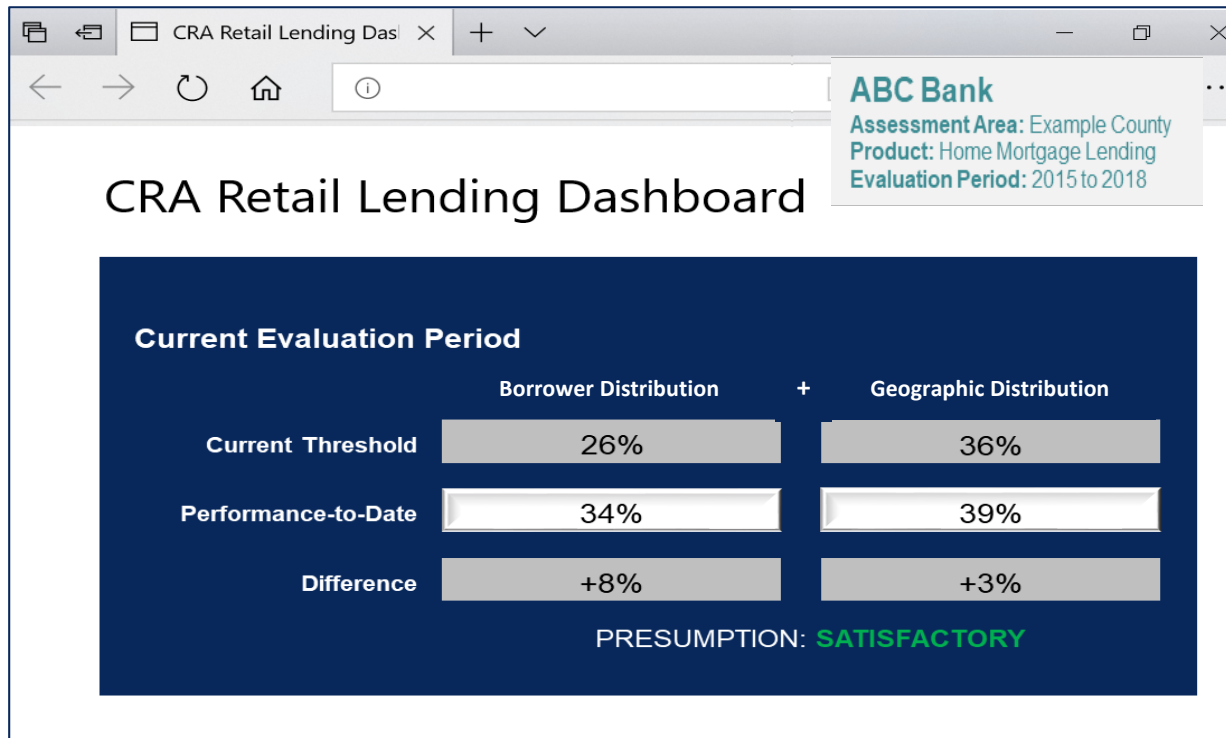 CRA Retail Lending Das
ABC Bank
Assessment Area: Example County
Product: Home Mortgage Lending
Evaluation Period: 2015 to 2018
CRA Retail Lending Dashboard
Current Evaluation Period
Borrower Distribution + Geographic Distribution
Current Threshold 26% 36%
Performance-to-Date 34% 39%
Difference +8% +3%
PRESUMPTION: SATISFACTORY